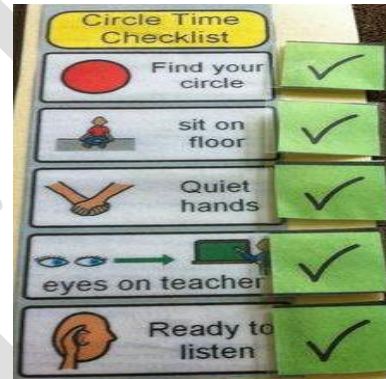 Circle Time
Checklist
Find your
circle
sit on
floor
Quiet
hands
eyes on teacher
Ready to
listen